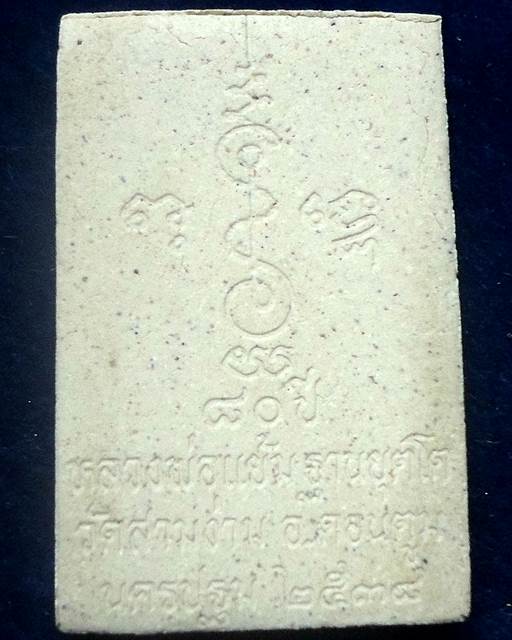 ๘๐ ปี
หลวงพ่อแย้ม ฐานยุตฺโต
วัดสามง่าม อ.ดอนตูม
นครปฐม ๒๕๓๘